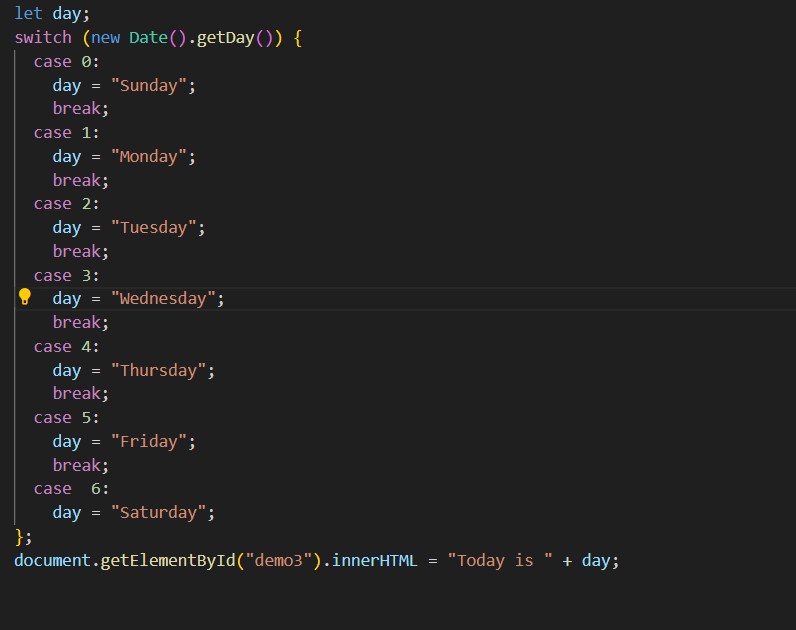 let day;
switch (new Date().getDay()) {
  case 0:
    day = "Sunday";
    break;
  case 1:
    day = "Monday";
    break;
  case 2:
    day = "Tuesday";
    break;
  case 3:
    day = "Wednesday";
    break;
  case 4:
    day = "Thursday";
    break;
  case 5:
    day = "Friday";
    break;
  case  6:
    day = "Saturday";
};
document.getElementById("demo3").innerHTML = "Today is " + day;